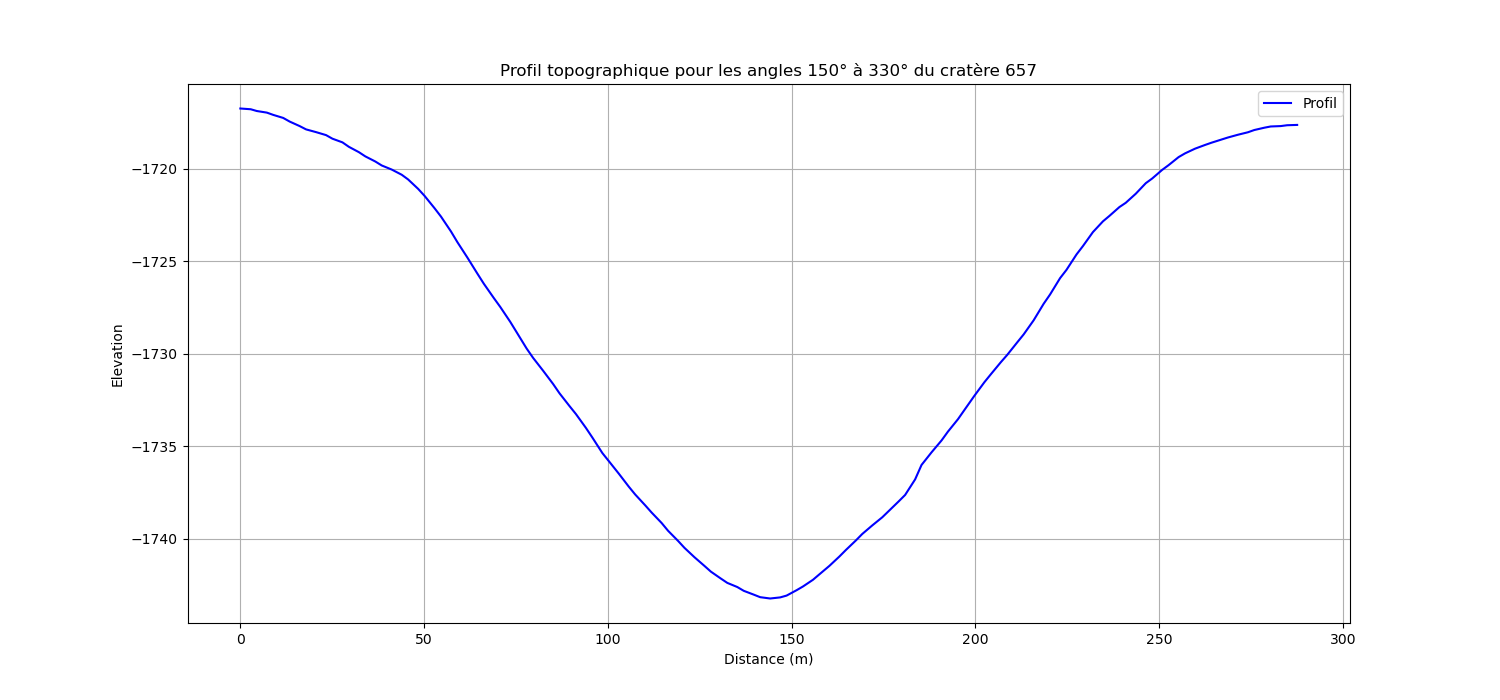 Profil topographique pour les angles 150° à 330° du cratère 657
Profil
Elevation
−1720
−1725
−1730
−1735
−1740
0 50 100 150 200 250 300
Distance (m)